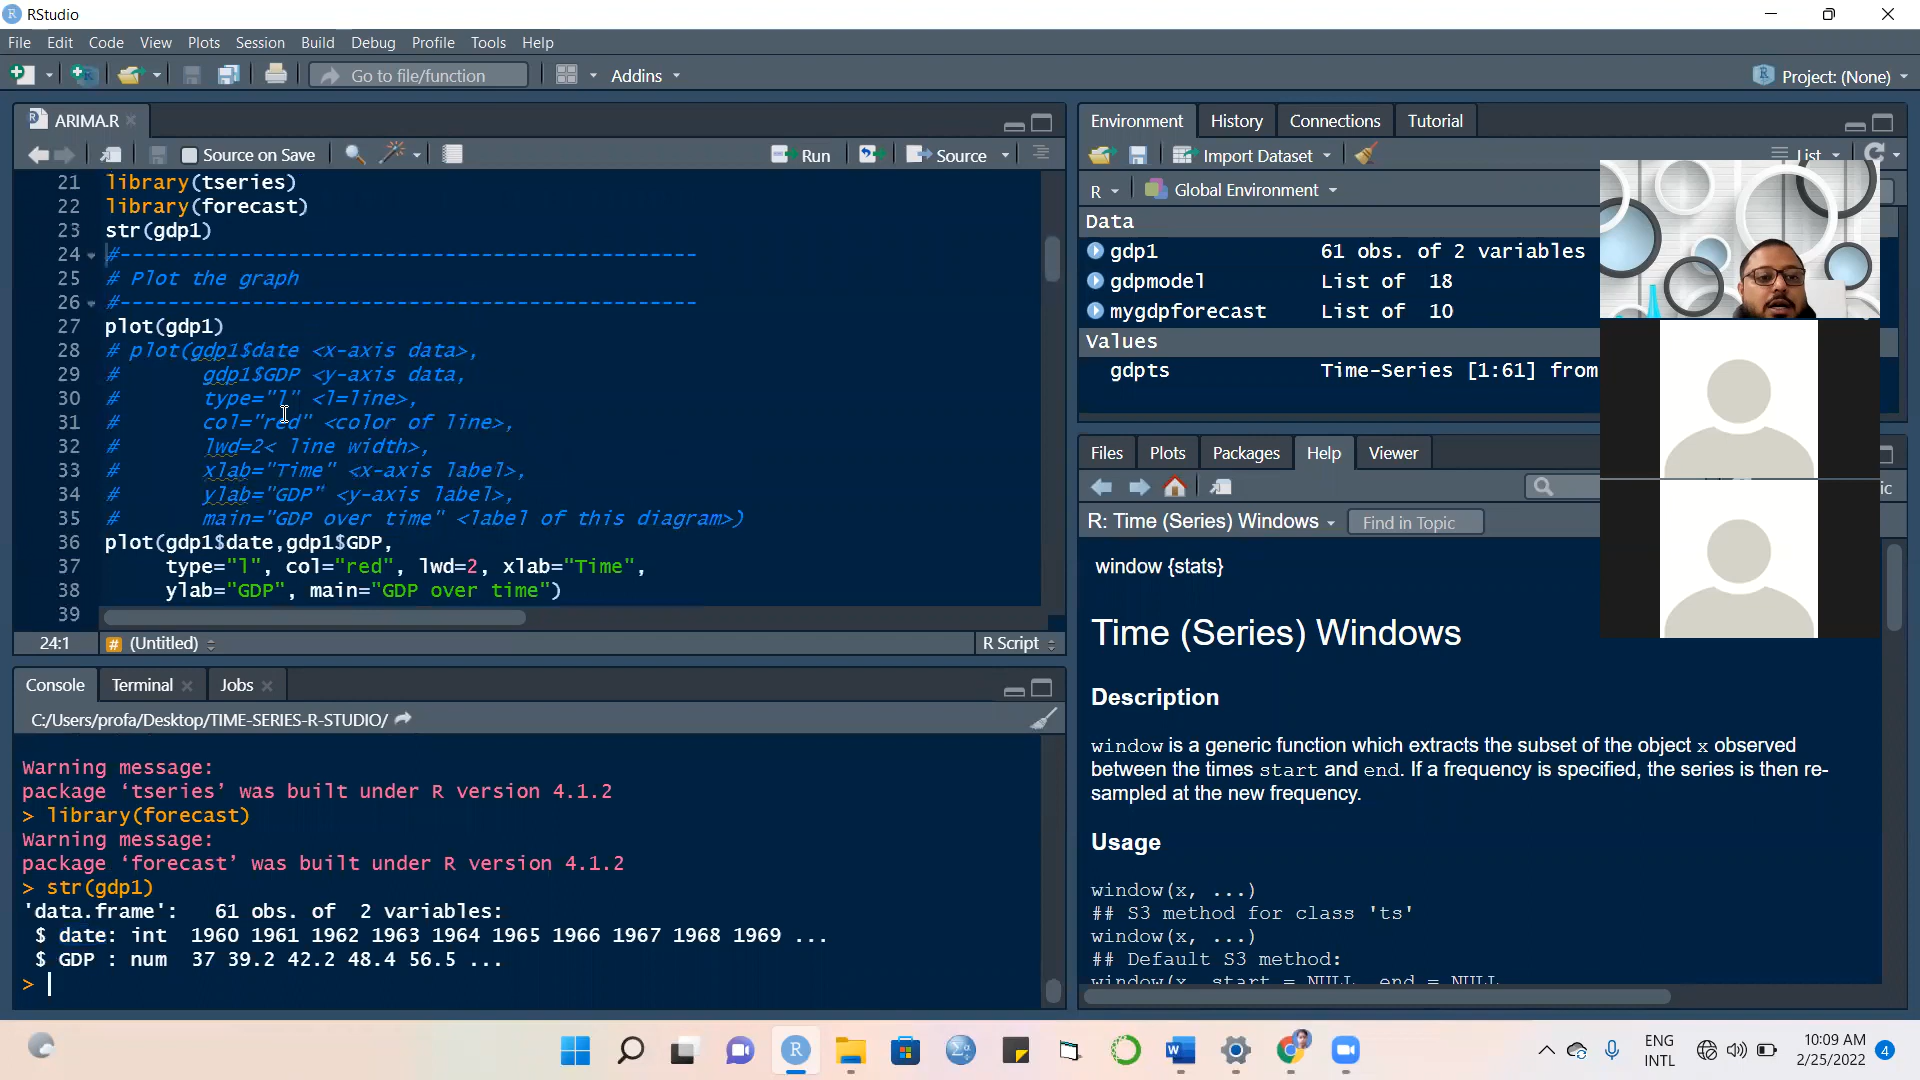 RStudio
File Edit Code View Plots Session Build Debug Profile Tools Help
Go to file/function Addins Project: (None)
ARIMA.R
Source on Save Run Source
21 library(tseries)
22 library(forecast)
23 str(gdp1)
24 #------------------------------------------------
25 # Plot the graph
26 #------------------------------------------------
27 plot(gdp1)
28 # plot(gdp1$date <x-axis data>,
29 # gdp1$GDP <y-axis data,
30 # type="l" <l=line>,
31 # col="red" <color of line>,
32 # lwd=2< line width>,
33 # xlab="Time" <x-axis label>,
34 # ylab="GDP" <y-axis label>,
35 # main="GDP over time" <label of this diagram>)
36 plot(gdp1$date,gdp1$GDP,
37 type="l", col="red", lwd=2, xlab="Time",
38 ylab="GDP", main="GDP over time")
39
24:1 # (Untitled) R Script
Console Terminal Jobs
C:/Users/profa/Desktop/TIME-SERIES-R-STUDIO/
Warning message:
package ‘tseries’ was built under R version 4.1.2
> library(forecast)
Warning message:
package ‘forecast’ was built under R version 4.1.2
> str(gdp1)
'data.frame': 61 obs. of 2 variables:
$ date: int 1960 1961 1962 1963 1964 1965 1966 1967 1968 1969 ...
$ GDP : num 37 39.2 42.2 48.4 56.5 ...
>
Environment History Connections Tutorial
Import Dataset List
R Global Environment
Data
gdp1 61 obs. of 2 variables
gdpmodel List of 18
mygdpforecast List of 10
Values
gdpts Time-Series [1:61] from
Files Plots Packages Help Viewer
R: Time (Series) Windows Find in Topic
window {stats}
Time (Series) Windows
Description
window is a generic function which extracts the subset of the object x observed
between the times start and end. If a frequency is specified, the series is then re-
sampled at the new frequency.
Usage
window(x, ...)
## S3 method for class 'ts'
window(x, ...)
## Default S3 method:
window(x, start = NULL, end = NULL,
ENG
INTL
10:09 AM
2/25/2022
4